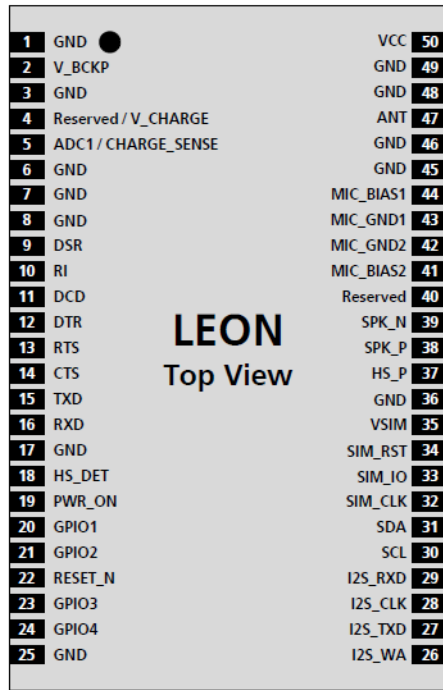 1 GND VCC 50
2 V_BCKP GND 49
3 GND GND 48
4 Reserved / V_CHARGE ANT 47
5 ADC1 / CHARGE_SENSE GND 46
6 GND GND 45
7 GND MIC_BIAS1 44
8 GND MIC_GND1 43
9 DSR MIC_GND2 42
10 RI MIC_BIAS2 41
11 DCD Reserved 40
12 DTR SPK_N 39
13 RTS SPK_P 38
14 CTS HS_P 37
15 TXD GND 36
16 RXD VSIM 35
17 GND SIM_RST 34
18 HS_DET SIM_IO 33
19 PWR_ON SIM_CLK 32
20 GPIO1 SDA 31
21 GPIO2 SCL 30
22 RESET_N I2S_RXD 29
23 GPIO3 I2S_CLK 28
24 GPIO4 I2S_TXD 27
25 GND I2S_WA 26
LEON
Top View